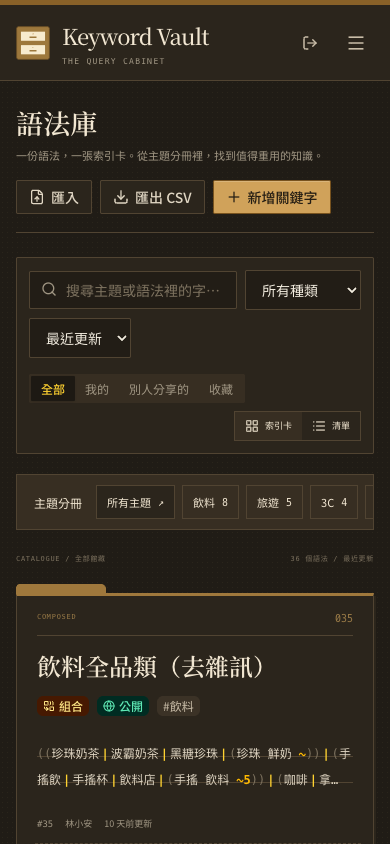 Keyword Vault
THE QUERY CABINET
語法庫
一份語法，一張索引卡。從主題分冊裡，找到值得重用的知識。
匯入 匯出 CSV 新增關鍵字
搜尋主題或語法裡的字⋯ 所有種類
最近更新
全部 我的 別人分享的 收藏
索引卡 清單
主題分冊 所有主題 ↗ 飲料 8 旅遊 5 3C 4
CATALOGUE / 全部館藏 36 個語法 / 最近更新
COMPOSED 035
飲料全品類（去雜訊）
組合 公開 #飲料
((珍珠奶茶|波霸奶茶|黑糖珍珠|(珍珠 鮮奶 ~))|(手
搖飲|手搖杯|飲料店|(手搖 飲料 ~5))|(咖啡|拿…
#35 林小安 10 天前更新